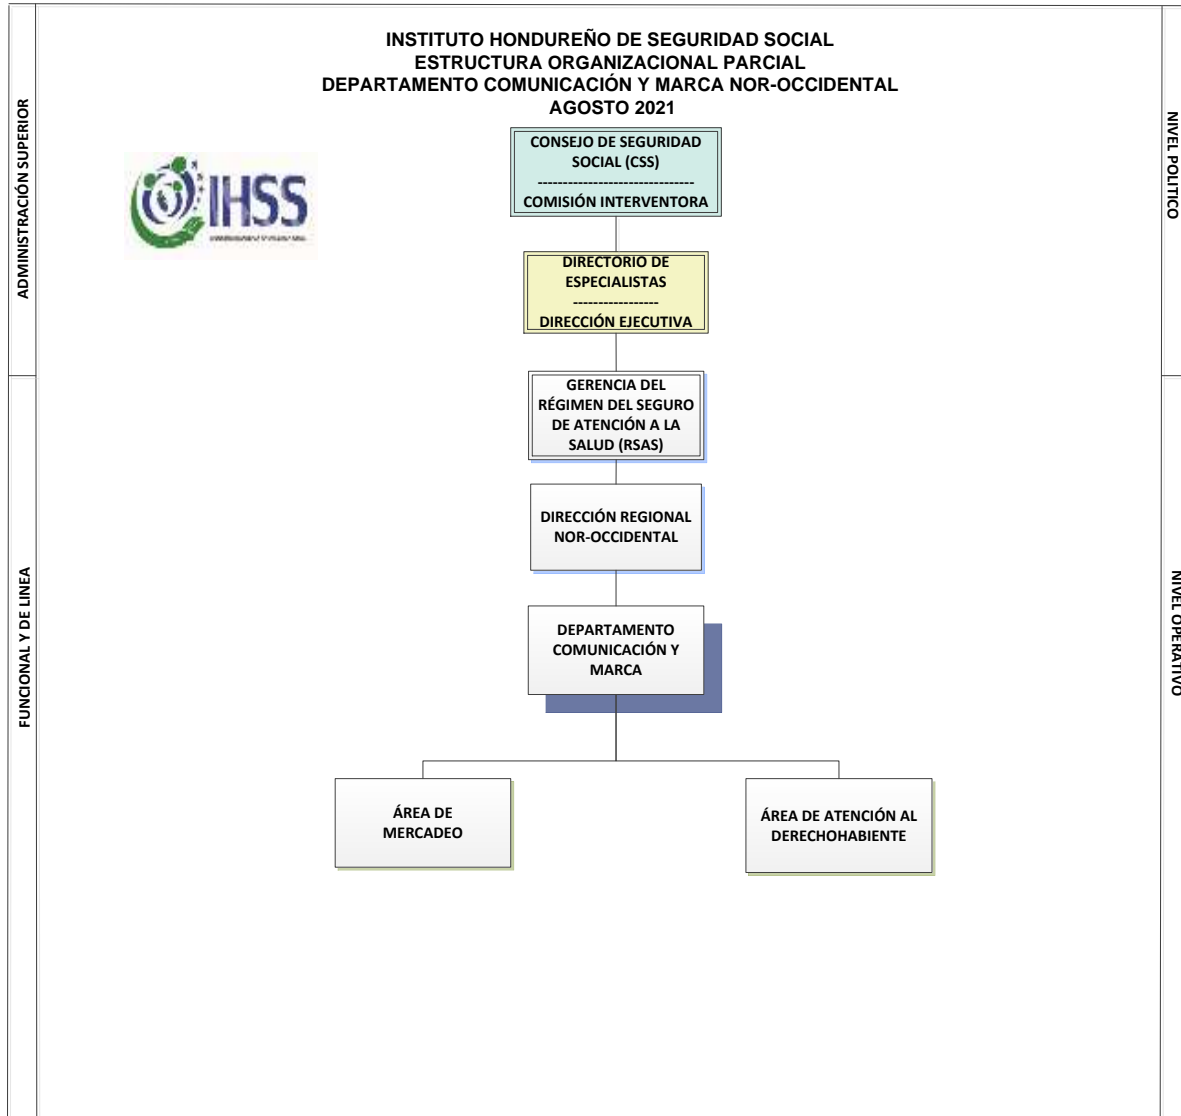 INSTITUTO HONDUREÑO DE SEGURIDAD SOCIAL
ESTRUCTURA ORGANIZACIONAL PARCIAL
DEPARTAMENTO COMUNICACIÓN Y MARCA NOR-OCCIDENTAL
AGOSTO 2021
ADMINISTRACIÓN SUPERIOR
NIVEL POLITICO
IHSS
CONSEJO DE SEGURIDAD
SOCIAL (CSS)
-------------------------------
COMISIÓN INTERVENTORA
DIRECTORIO DE
ESPECIALISTAS
-----------------
DIRECCIÓN EJECUTIVA
GERENCIA DEL
RÉGIMEN DEL SEGURO
DE ATENCIÓN A LA
SALUD (RSAS)
DIRECCIÓN REGIONAL
NOR-OCCIDENTAL
FUNCIONAL Y DE LINEA
NIVEL OPERATIVO
DEPARTAMENTO
COMUNICACIÓN Y
MARCA
ÁREA DE
MERCADEO
ÁREA DE ATENCIÓN AL
DERECHOHABIENTE